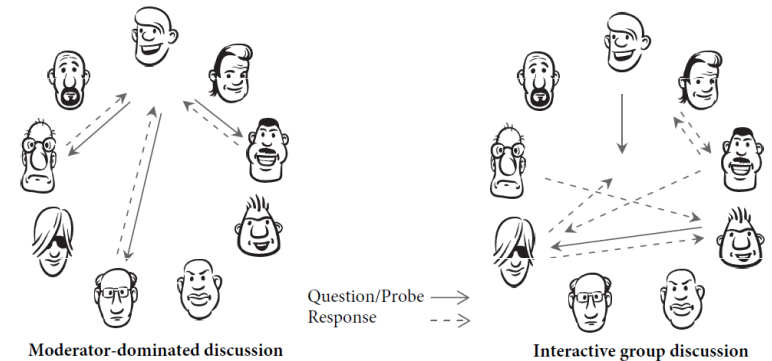 Question/Probe
Response
Moderator-dominated discussion
Interactive group discussion